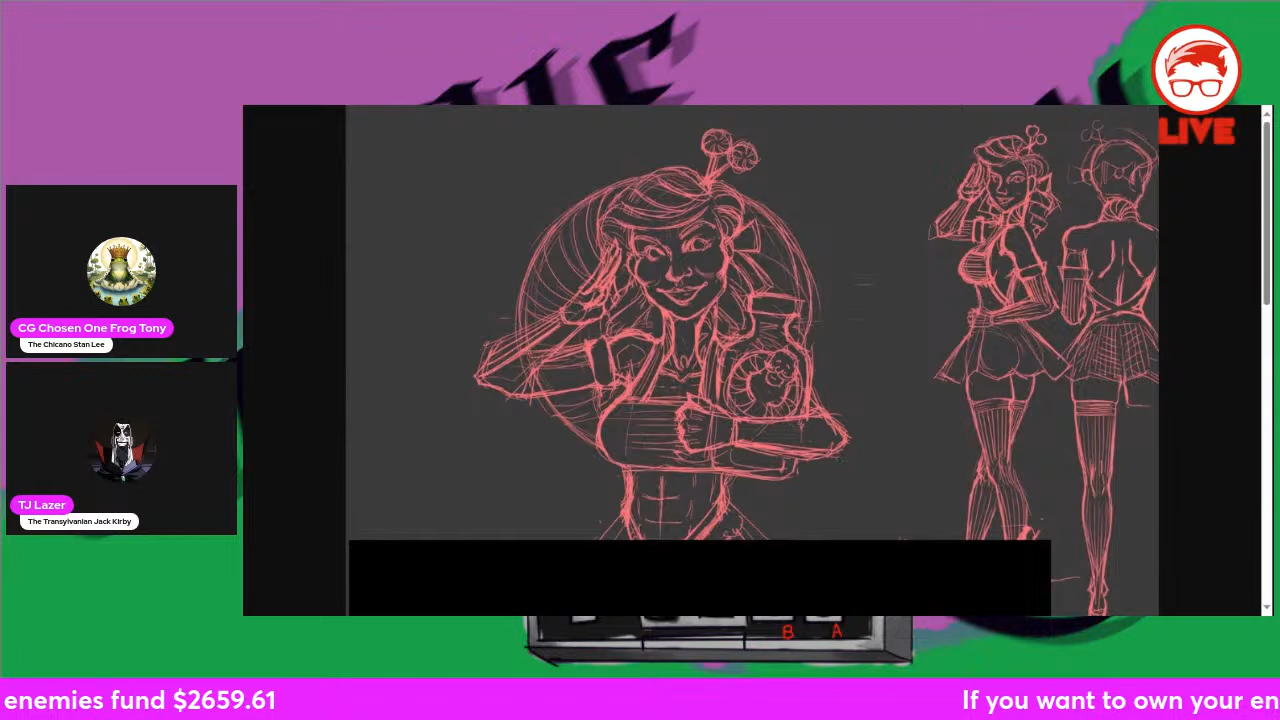 LIVE
CG Chosen One Frog Tony
The Chicano Stan Lee
TJ Lazer
The Transylvanian Jack Kirby
B A
enemies fund $2659.61
If you want to own your en